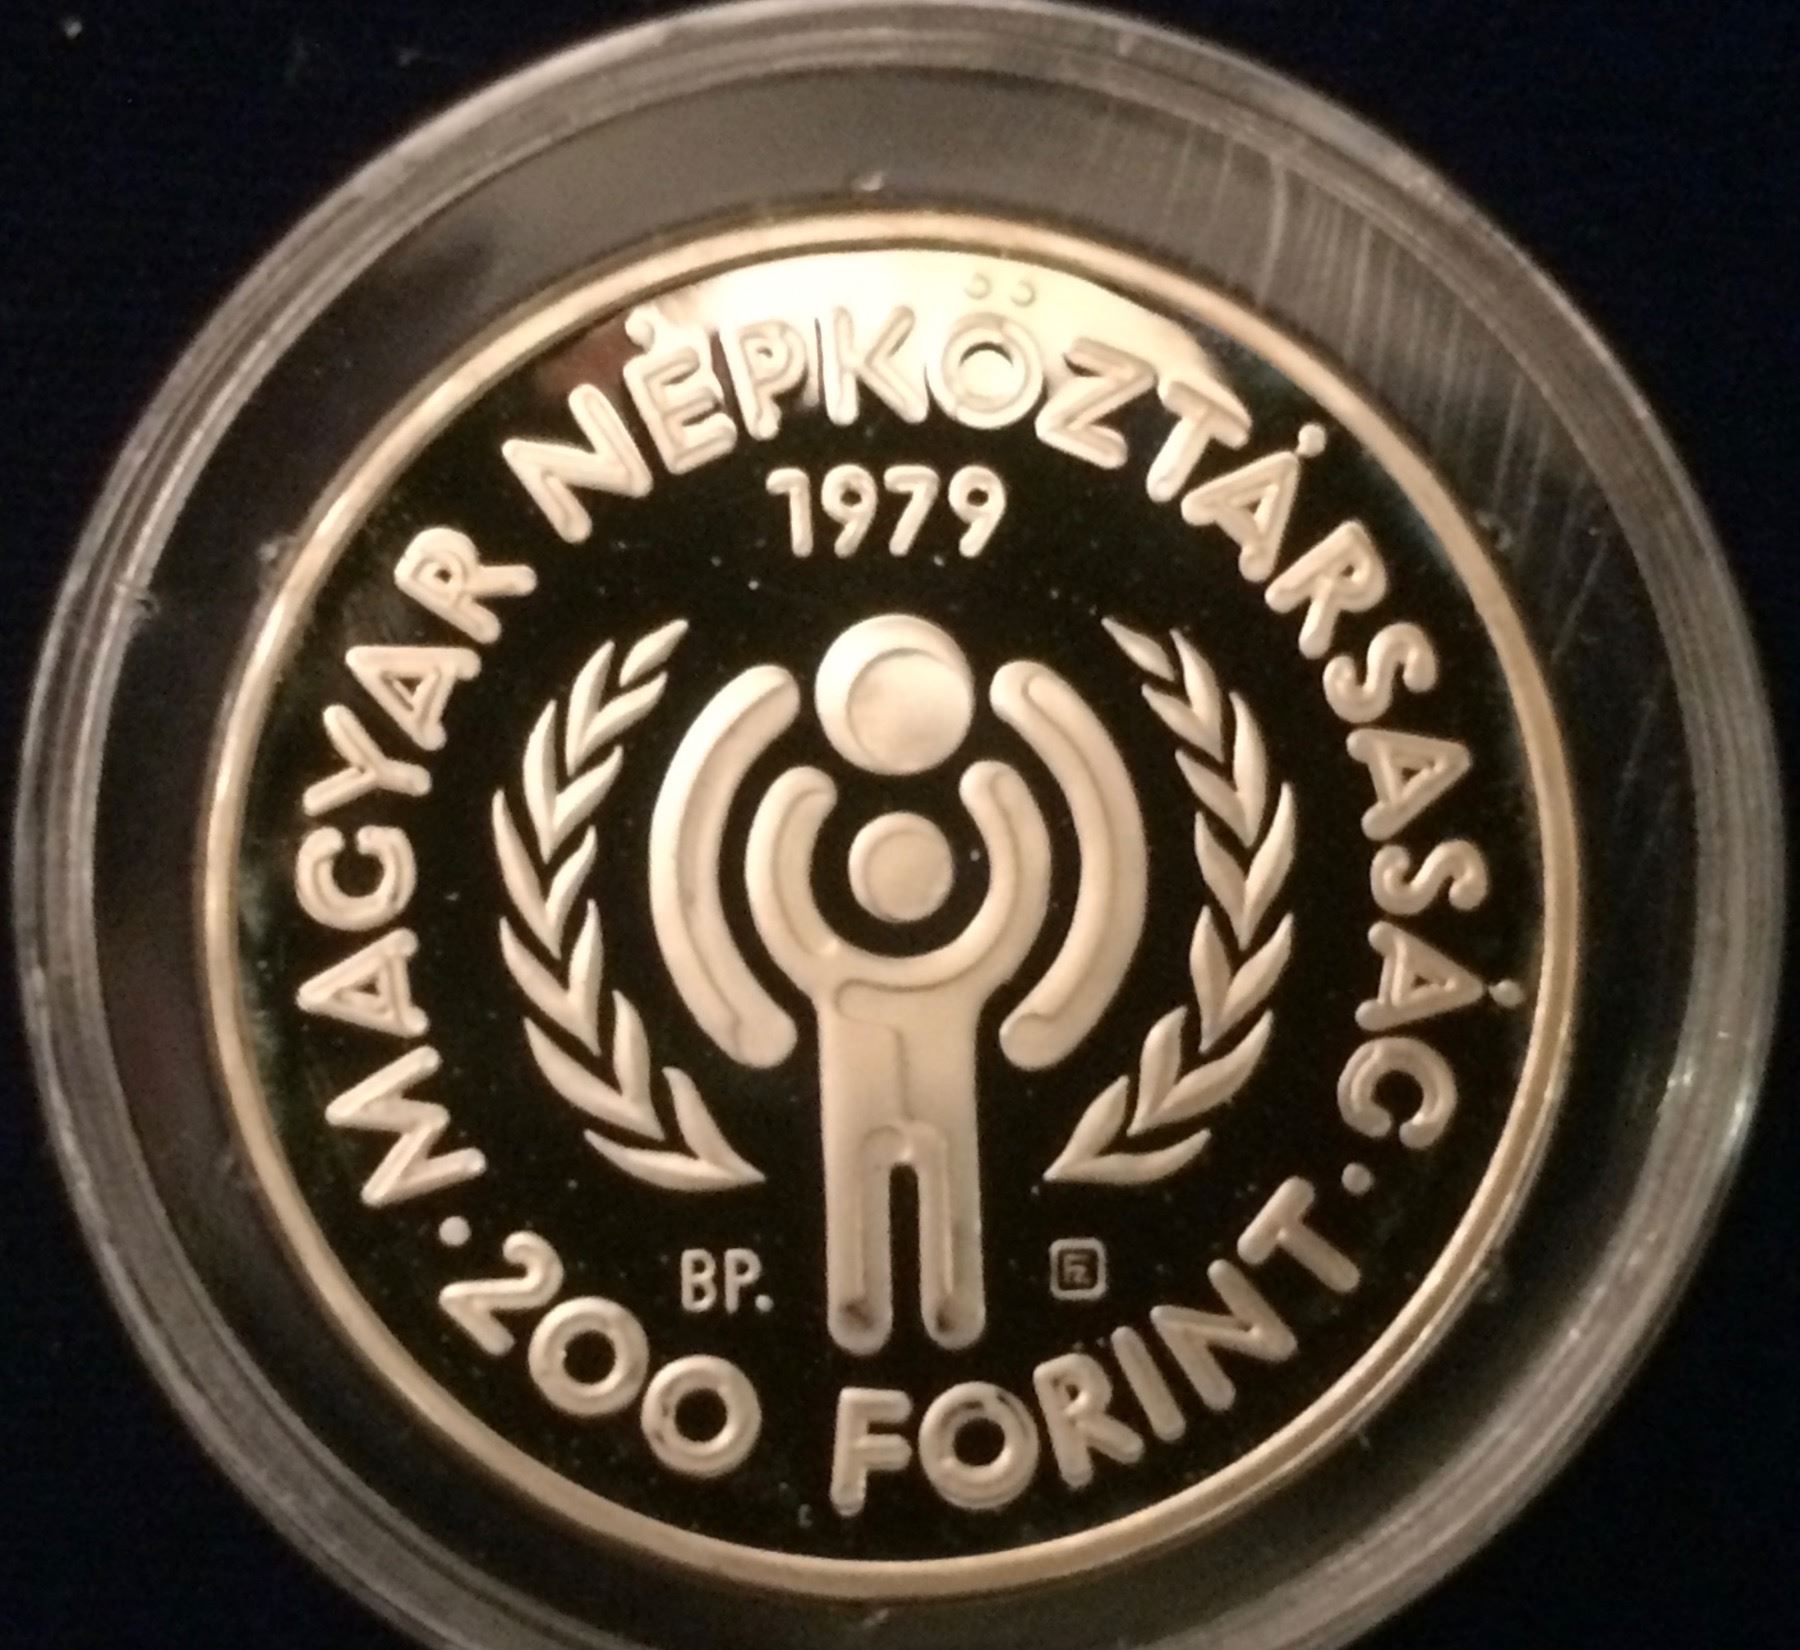 MAGYAR NÉPKÖZTÁRSASÁG
1979
BP.
· 200 FORINT ·